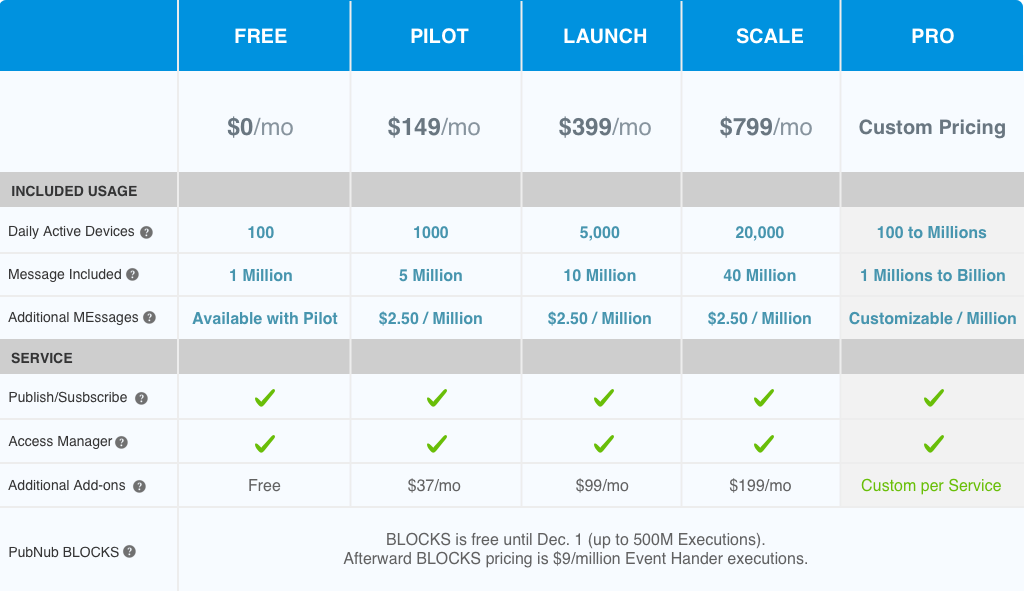 FREE PILOT LAUNCH SCALE PRO
$0/mo $149/mo $399/mo $799/mo Custom Pricing
INCLUDED USAGE
Daily Active Devices ? 100 1000 5,000 20,000 100 to Millions
Message Included ? 1 Million 5 Million 10 Million 40 Million 1 Millions to Billion
Additional MEssages ? Available with Pilot $2.50 / Million $2.50 / Million $2.50 / Million Customizable / Million
SERVICE
Publish/Susbscribe ?
Access Manager ?
Additional Add-ons ? Free $37/mo $99/mo $199/mo Custom per Service
PubNub BLOCKS ?
BLOCKS is free until Dec. 1 (up to 500M Executions).
Afterward BLOCKS pricing is $9/million Event Hander executions.